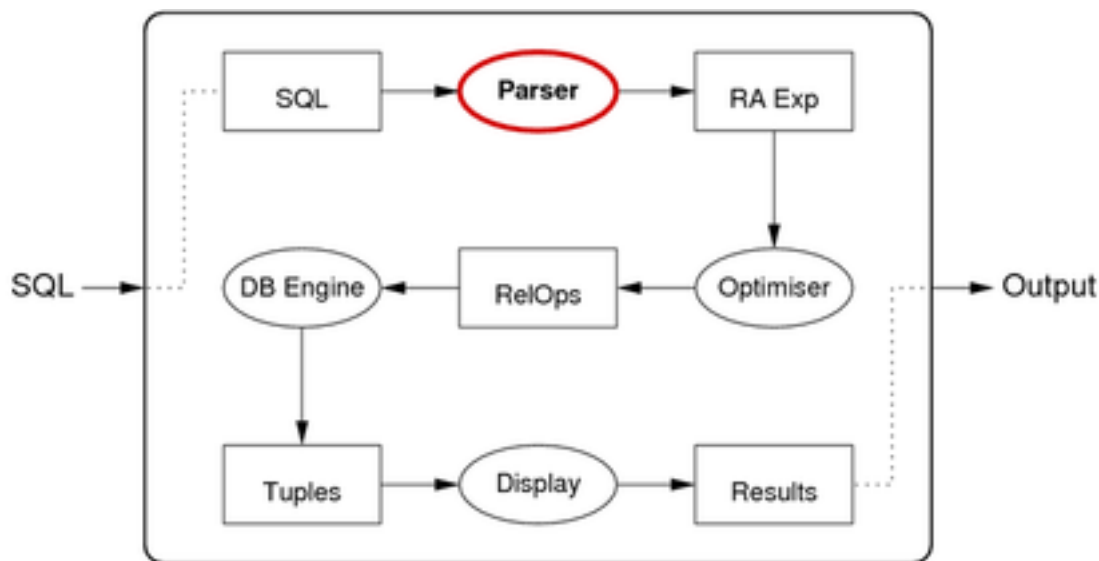 SQL
Parser
RA Exp
SQL
DB Engine
RelOps
Optimiser
Output
Tuples
Display
Results